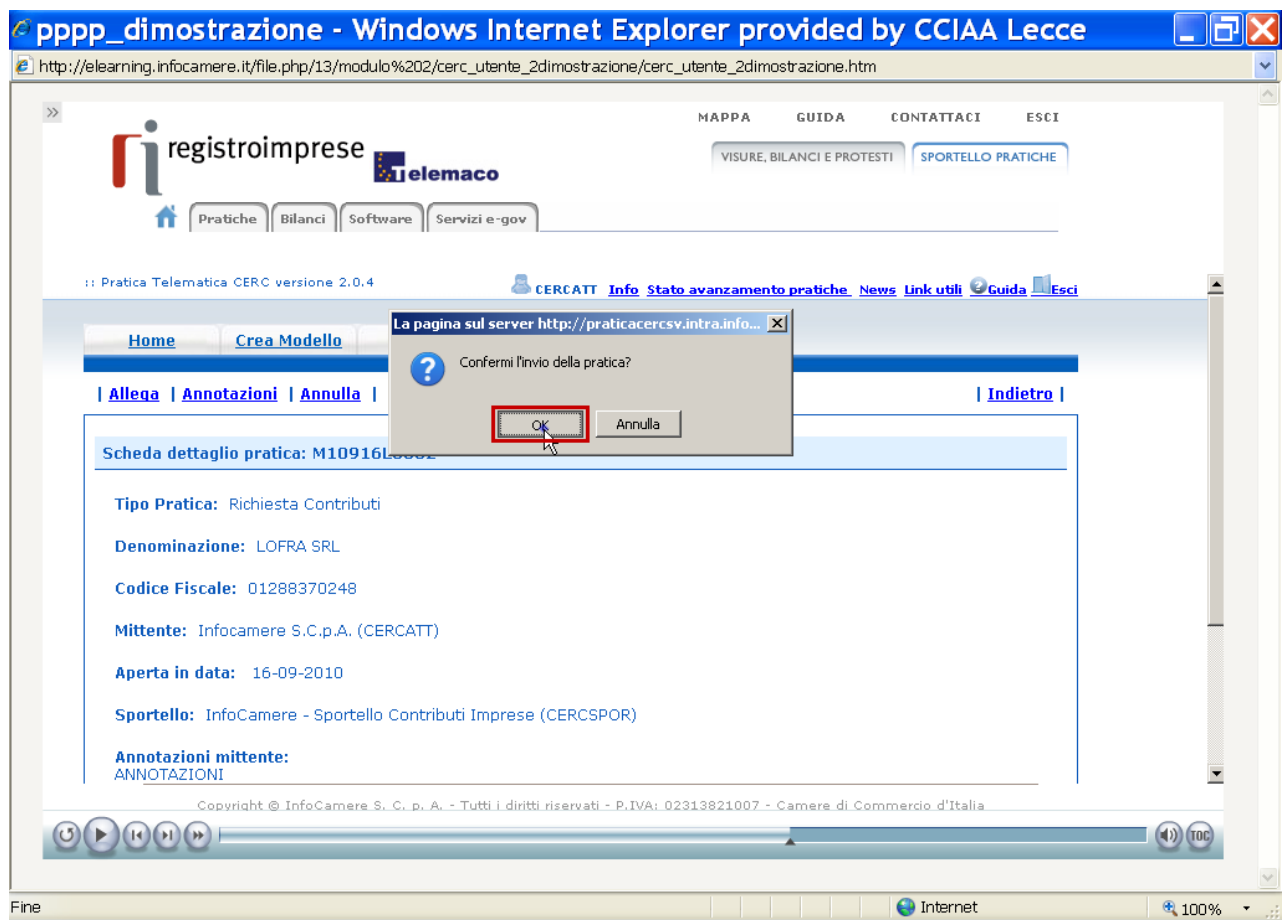 pppp_dimostrazione - Windows Internet Explorer provided by CCIAA Lecce
http://elearning.infocamere.it/file.php/13/modulo%202/cerc_utente_2dimostrazione/cerc_utente_2dimostrazione.htm
MAPPA GUIDA CONTATTACI ESCI
registroimprese Telemaco
VISURE, BILANCI E PROTESTI SPORTELLO PRATICHE
Pratiche Bilanci Software Servizi e-gov
:: Pratica Telematica CERC versione 2.0.4
CERCATT Info Stato avanzamento pratiche News Link utili Guida Esci
La pagina sul server http://praticacercsv.intra.info...
Home Crea Modello
Confermi l'invio della pratica?
OK Annulla
| Allega | Annotazioni | Annulla | | Indietro |
Scheda dettaglio pratica:
Tipo Pratica: Richiesta Contributi
Denominazione: LOFRA SRL
Codice Fiscale: 01288370248
Mittente: Infocamere S.C.p.A. (CERCATT)
Aperta in data: 16-09-2010
Sportello: InfoCamere - Sportello Contributi Imprese (CERCSPOR)
Annotazioni mittente:
ANNOTAZIONI
Copyright © InfoCamere S. C. p. A. - Tutti i diritti riservati - P.IVA: 02313821007 - Camere di Commercio d'Italia
TOC
Fine Internet 100%